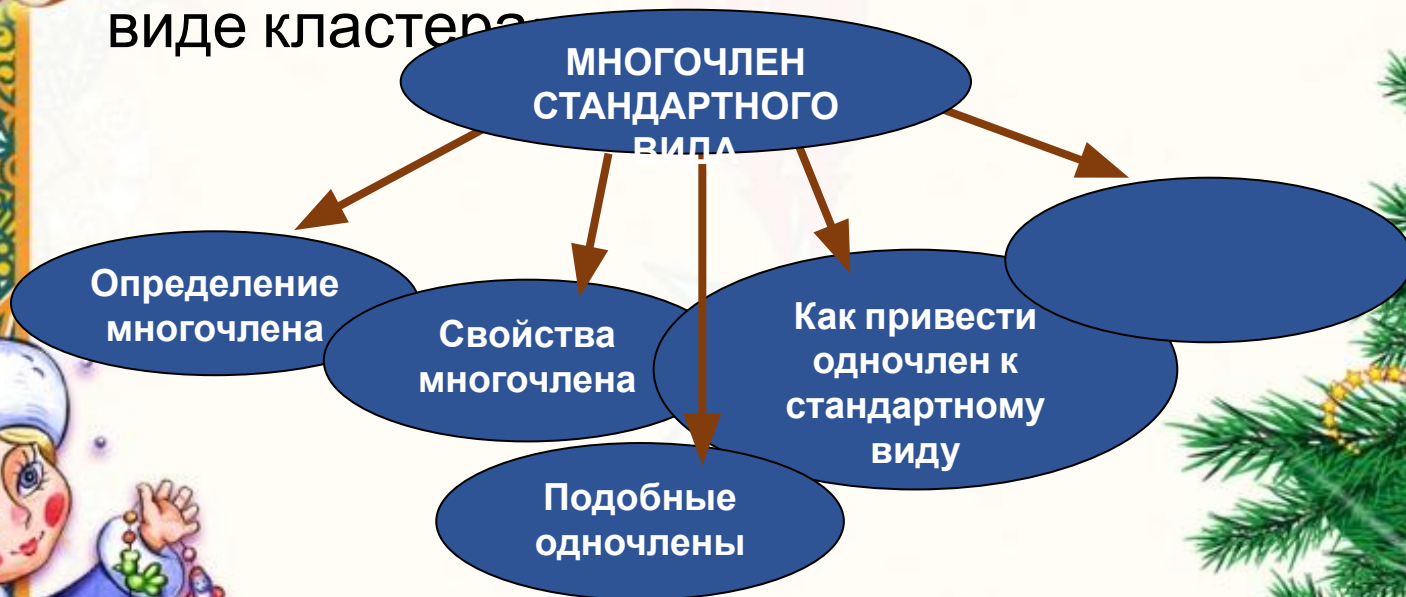 виде кластера
МНОГОЧЛЕН
СТАНДАРТНОГО
ВИДА
Определение
многочлена
Свойства
многочлена
Как привести
одночлен к
стандартному
виду
Подобные
одночлены